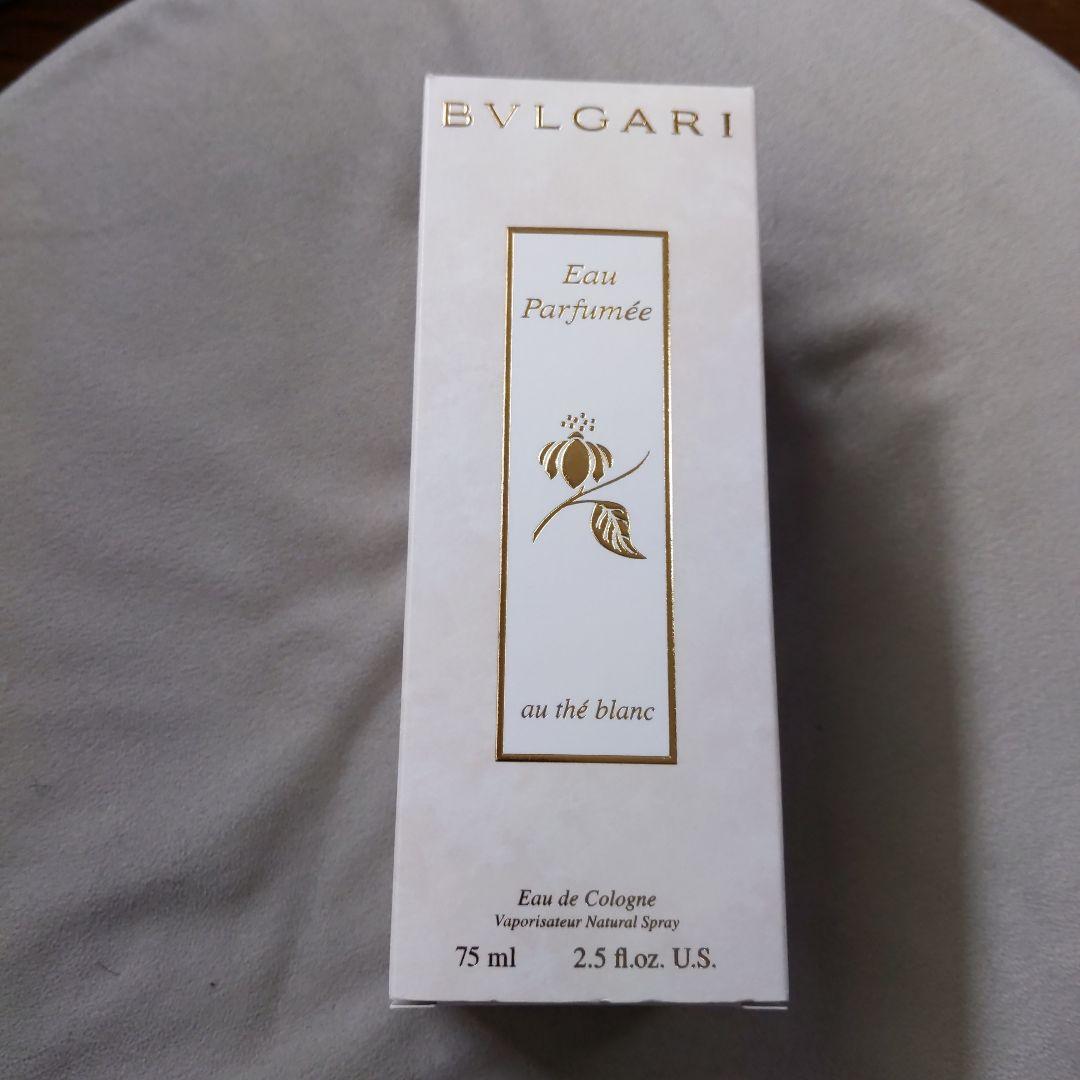 BVLGARI
Eau
Parfumée
au thé blanc
Eau de Cologne
Vaporisateur Natural Spray
75 ml 2.5 fl.oz. U.S.